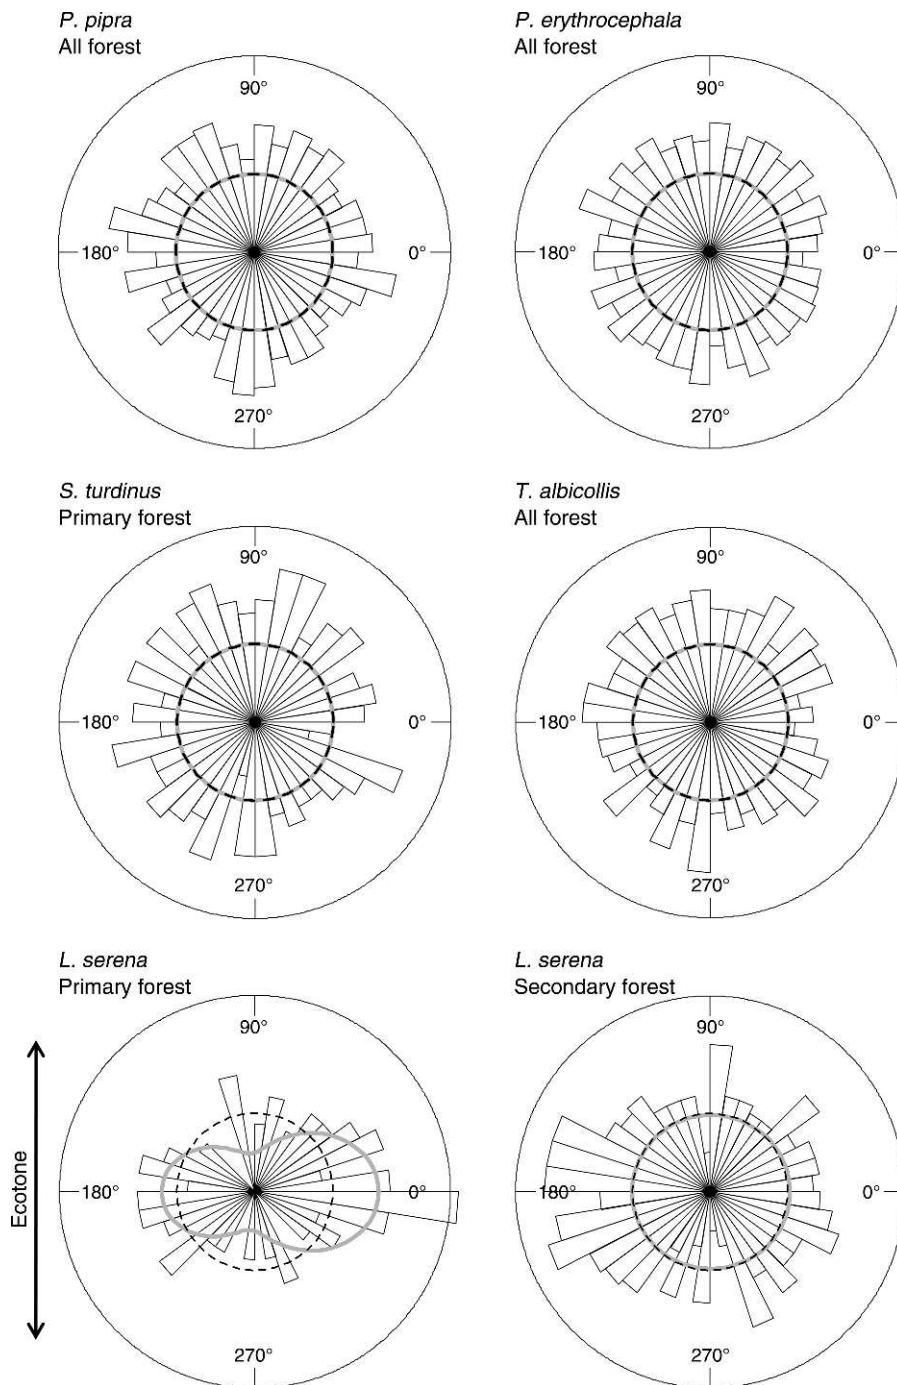 P. pipra
All forest
90°
180°
0°
270°
P. erythrocephala
All forest
90°
180°
0°
270°
S. turdinus
Primary forest
90°
180°
0°
270°
T. albicollis
All forest
90°
180°
0°
270°
L. serena
Primary forest
90°
180°
0°
270°
Ecotone
L. serena
Secondary forest
90°
180°
0°
270°